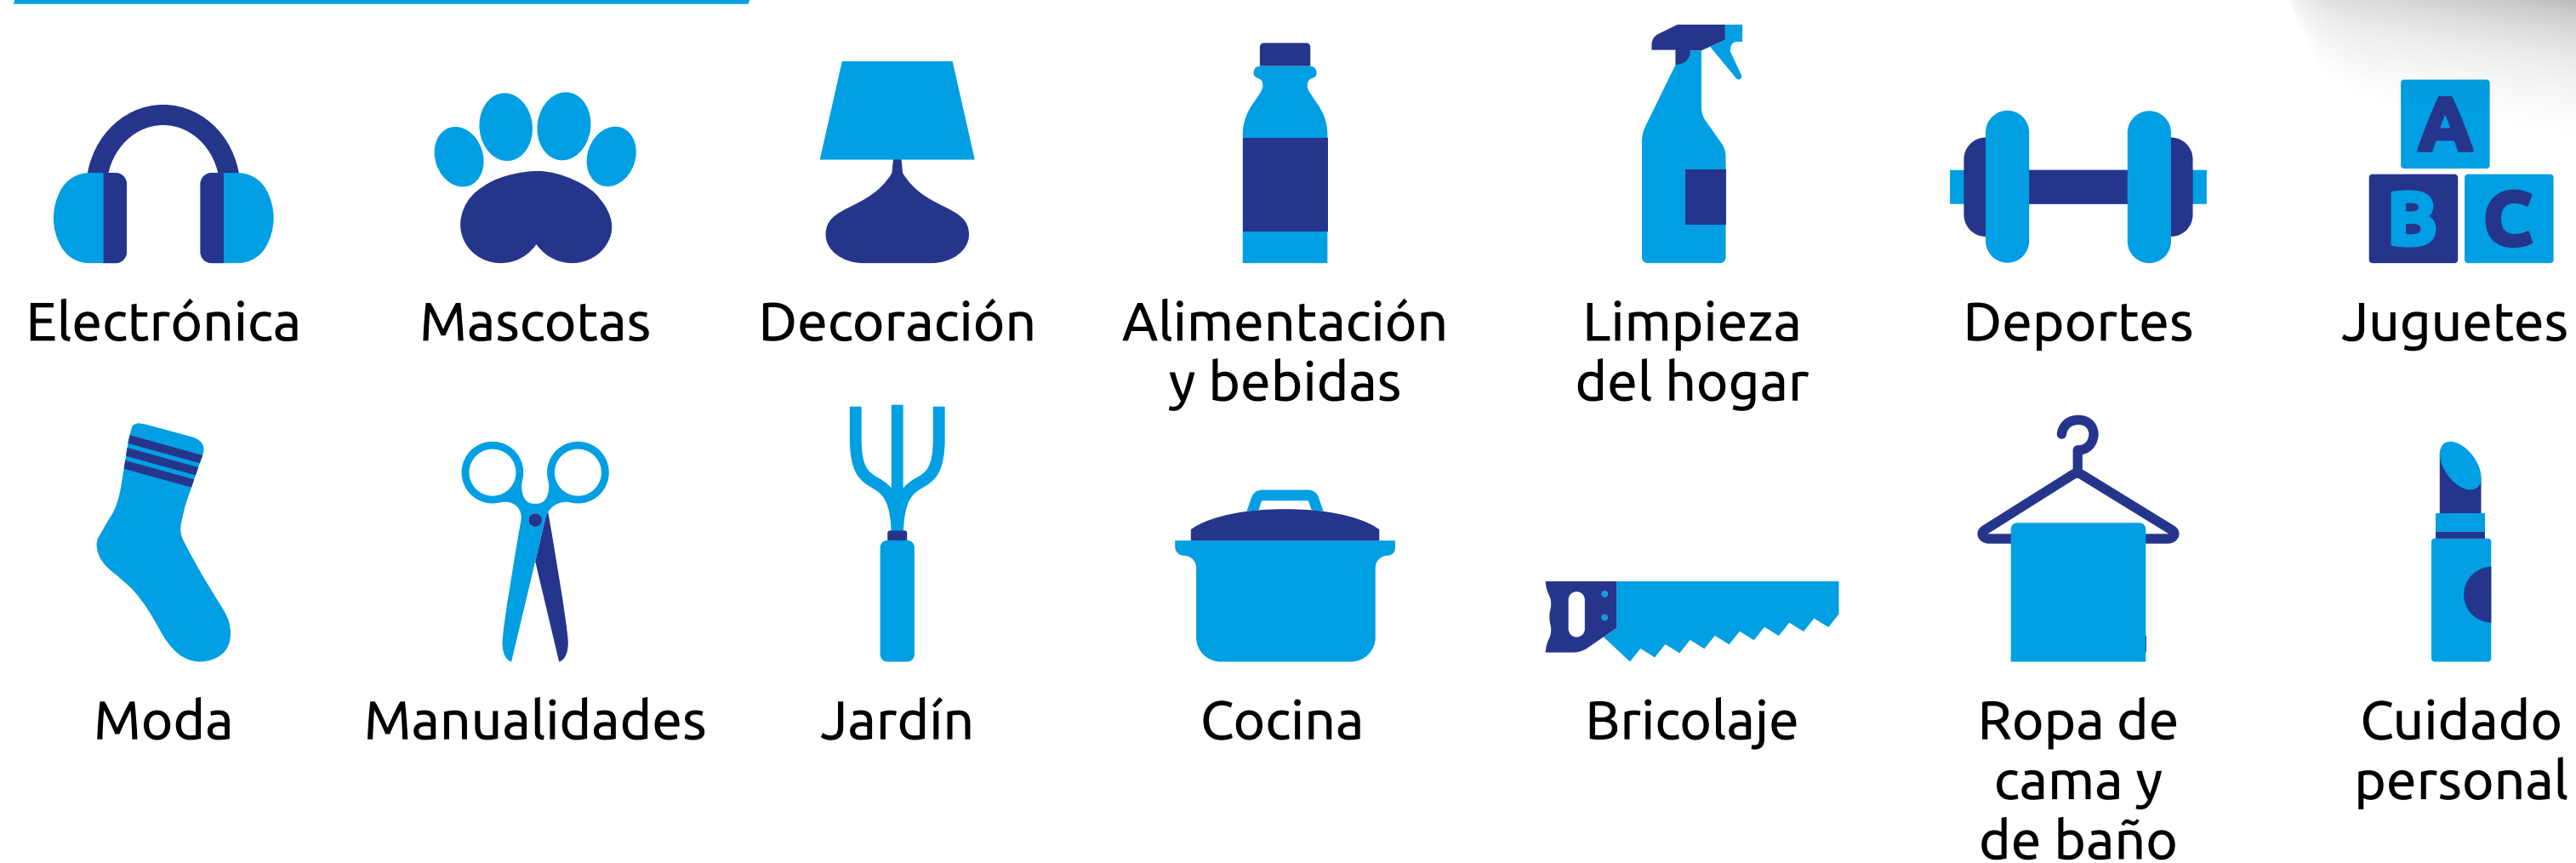 A
B C
Electrónica
Mascotas
Decoración
Alimentación
y bebidas
Limpieza
del hogar
Deportes
Juguetes
Moda
Manualidades
Jardín
Cocina
Bricolaje
Ropa de
cama y
de baño
Cuidado
personal